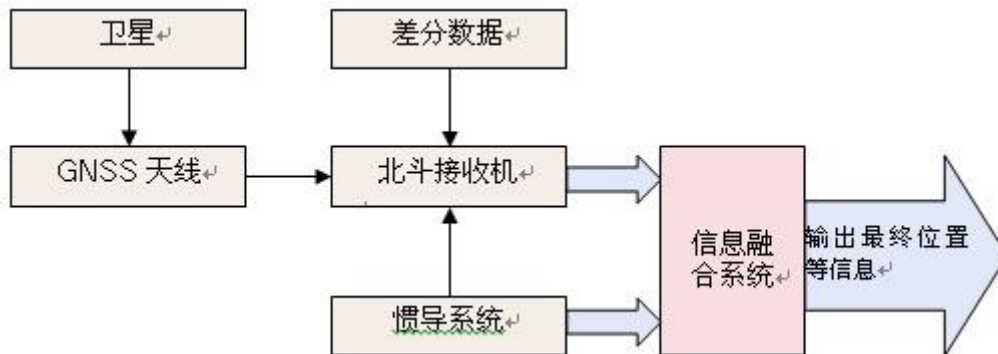 卫星
差分数据
GNSS 天线
北斗接收机
信息融
合系统
输出最终位置
等信息
惯导系统